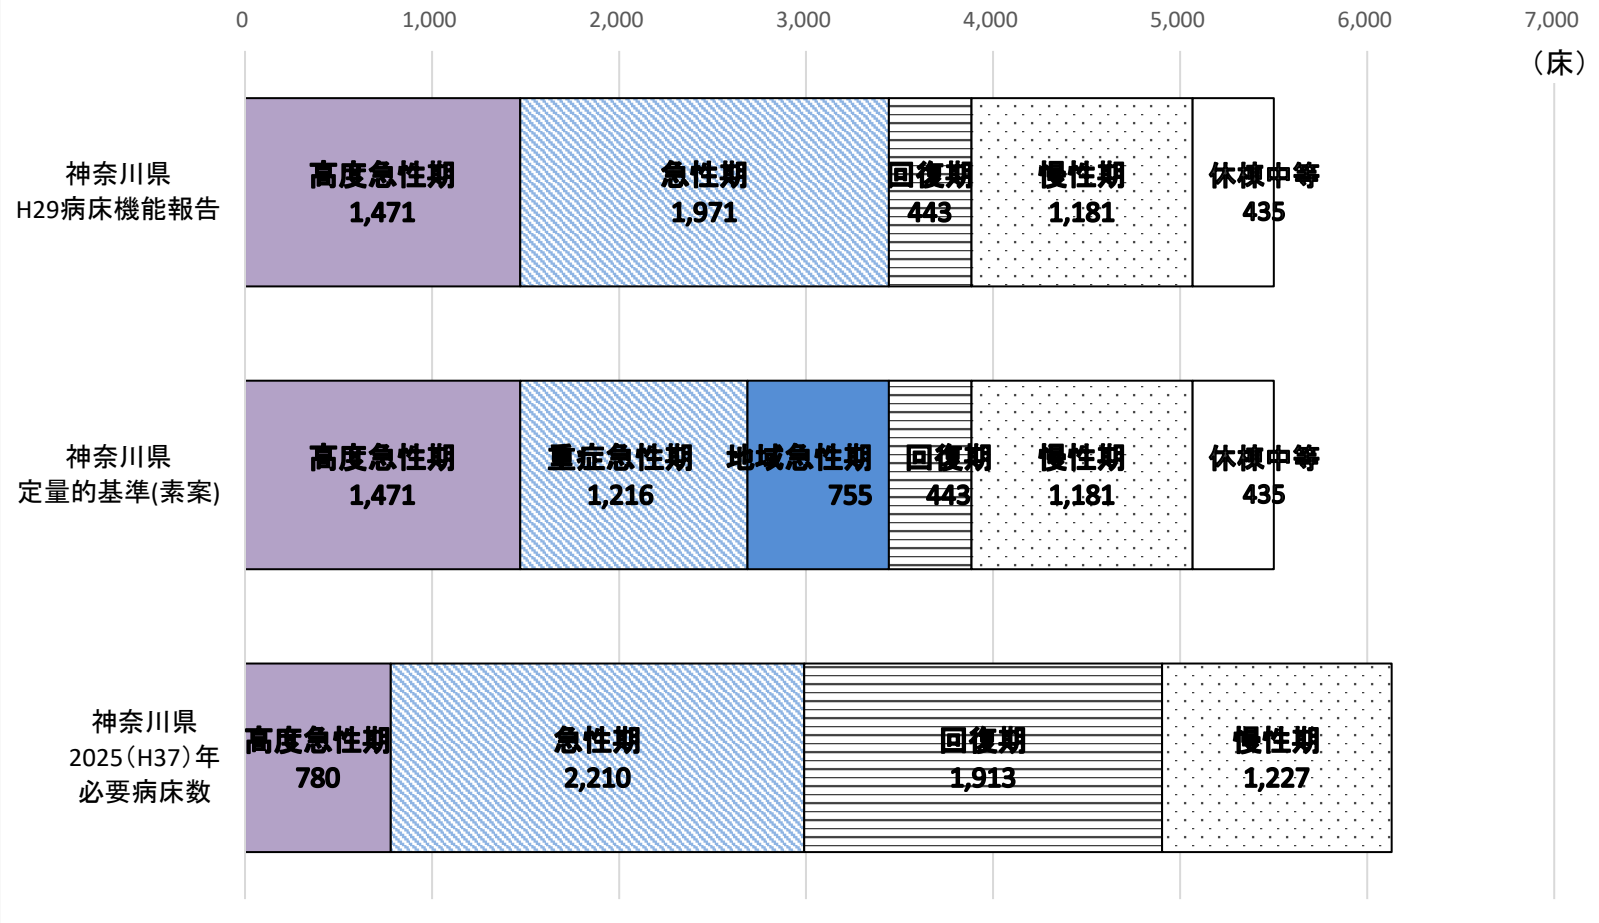 0 1,000 2,000 3,000 4,000 5,000 6,000 7,000
（床）
神奈川県
H29病床機能報告
高度急性期 急性期 回復期 慢性期 休棟中等
1,471 1,971 443 1,181 435
神奈川県
定量的基準(素案)
高度急性期 重症急性期 地域急性期 回復期 慢性期 休棟中等
1,471 1,216 755 443 1,181 435
神奈川県
2025（H37）年
必要病床数
高度急性期 急性期 回復期 慢性期
780 2,210 1,913 1,227